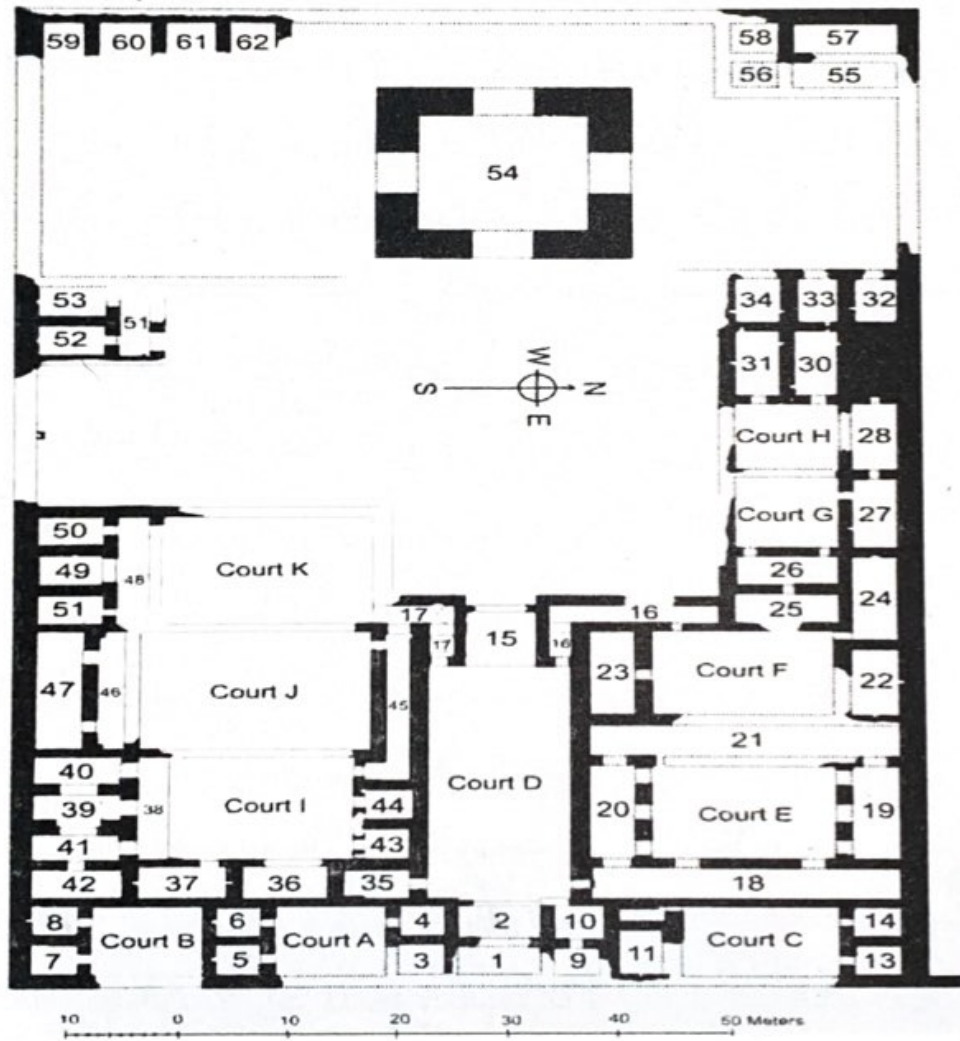 59 60 61 62 58 57
56 55
54
53 51 34 33 32
52
W
31 30
S N
E
Court H 28
Court G 27
50
49 48 Court K 26
24
51 25
17 16
17 15 16
23 Court F 22
47 46 Court J 45
21
40
Court D
39 38 Court I 44 20 Court E 19
41 43
42 37 36 35 18
8 6 4 2 10 14
Court B Court A Court C
7 5 3 1 9 11 13
10 0 10 20 30 40 50 Meters